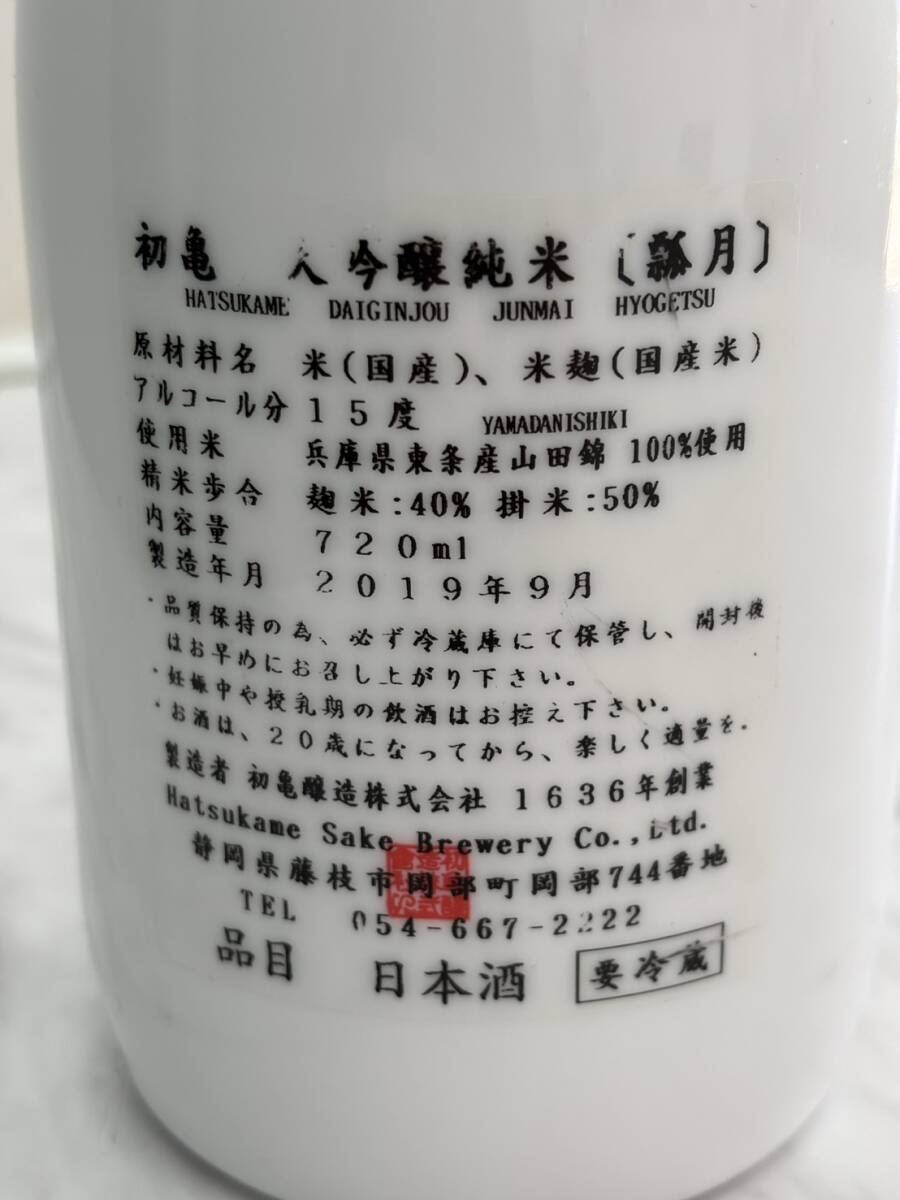 初亀 大吟醸純米〔瓢月〕
HATSUKAME DAIGINJOU JUNMAI HYOGETSU
原材料名 米(国産)、米麹(国産米)
アルコール分 15度 YAMADANISHIKI
使用米 兵庫県東条産山田錦 100%使用
精米歩合 麹米:40% 掛米:50%
内容量 720ml
製造年月 2019年9月
・品質保持の為、必ず冷蔵庫にて保管し、開封後
はお早めにお召し上がり下さい。
・妊娠中や授乳期の飲酒はお控え下さい。
・お酒は、20歳になってから、楽しく適量を.
製造者 初亀醸造株式会社 1636年創業
Hatsukame Sake Brewery Co.,Ltd.
静岡県藤枝市岡部町岡部744番地
TEL 054-667-2222
品目 日本酒 要冷蔵